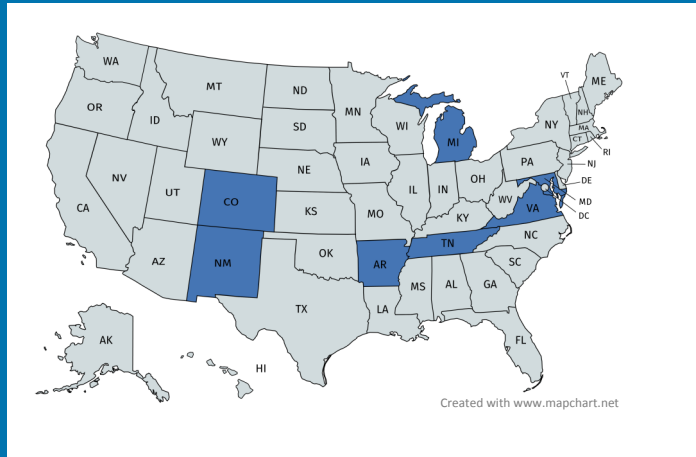 WA
MT
ND
MN
OR
ID
SD
WI
MI
WY
NE
IA
NV
UT
CO
KS
MO
IL
IN
OH
CA
AZ
NM
OK
AR
KY
TN
WV
VA
NC
SC
TX
LA
MS
AL
GA
FL
PA
NY
VT
NH
ME
MA
CT
RI
NJ
DE
MD
DC
AK
HI
Created with www.mapchart.net